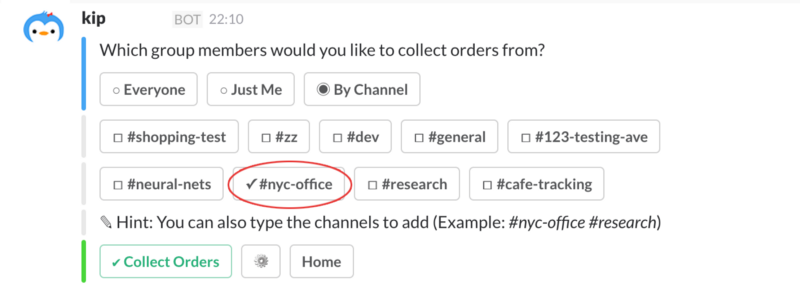 kip BOT 22:10
Which group members would you like to collect orders from?
○ Everyone ○ Just Me ◉ By Channel
☐ #shopping-test ☐ #zz ☐ #dev ☐ #general ☐ #123-testing-ave
☐ #neural-nets ✓ #nyc-office ☐ #research ☐ #cafe-tracking
✎ Hint: You can also type the channels to add (Example: #nyc-office #research)
✔ Collect Orders Home